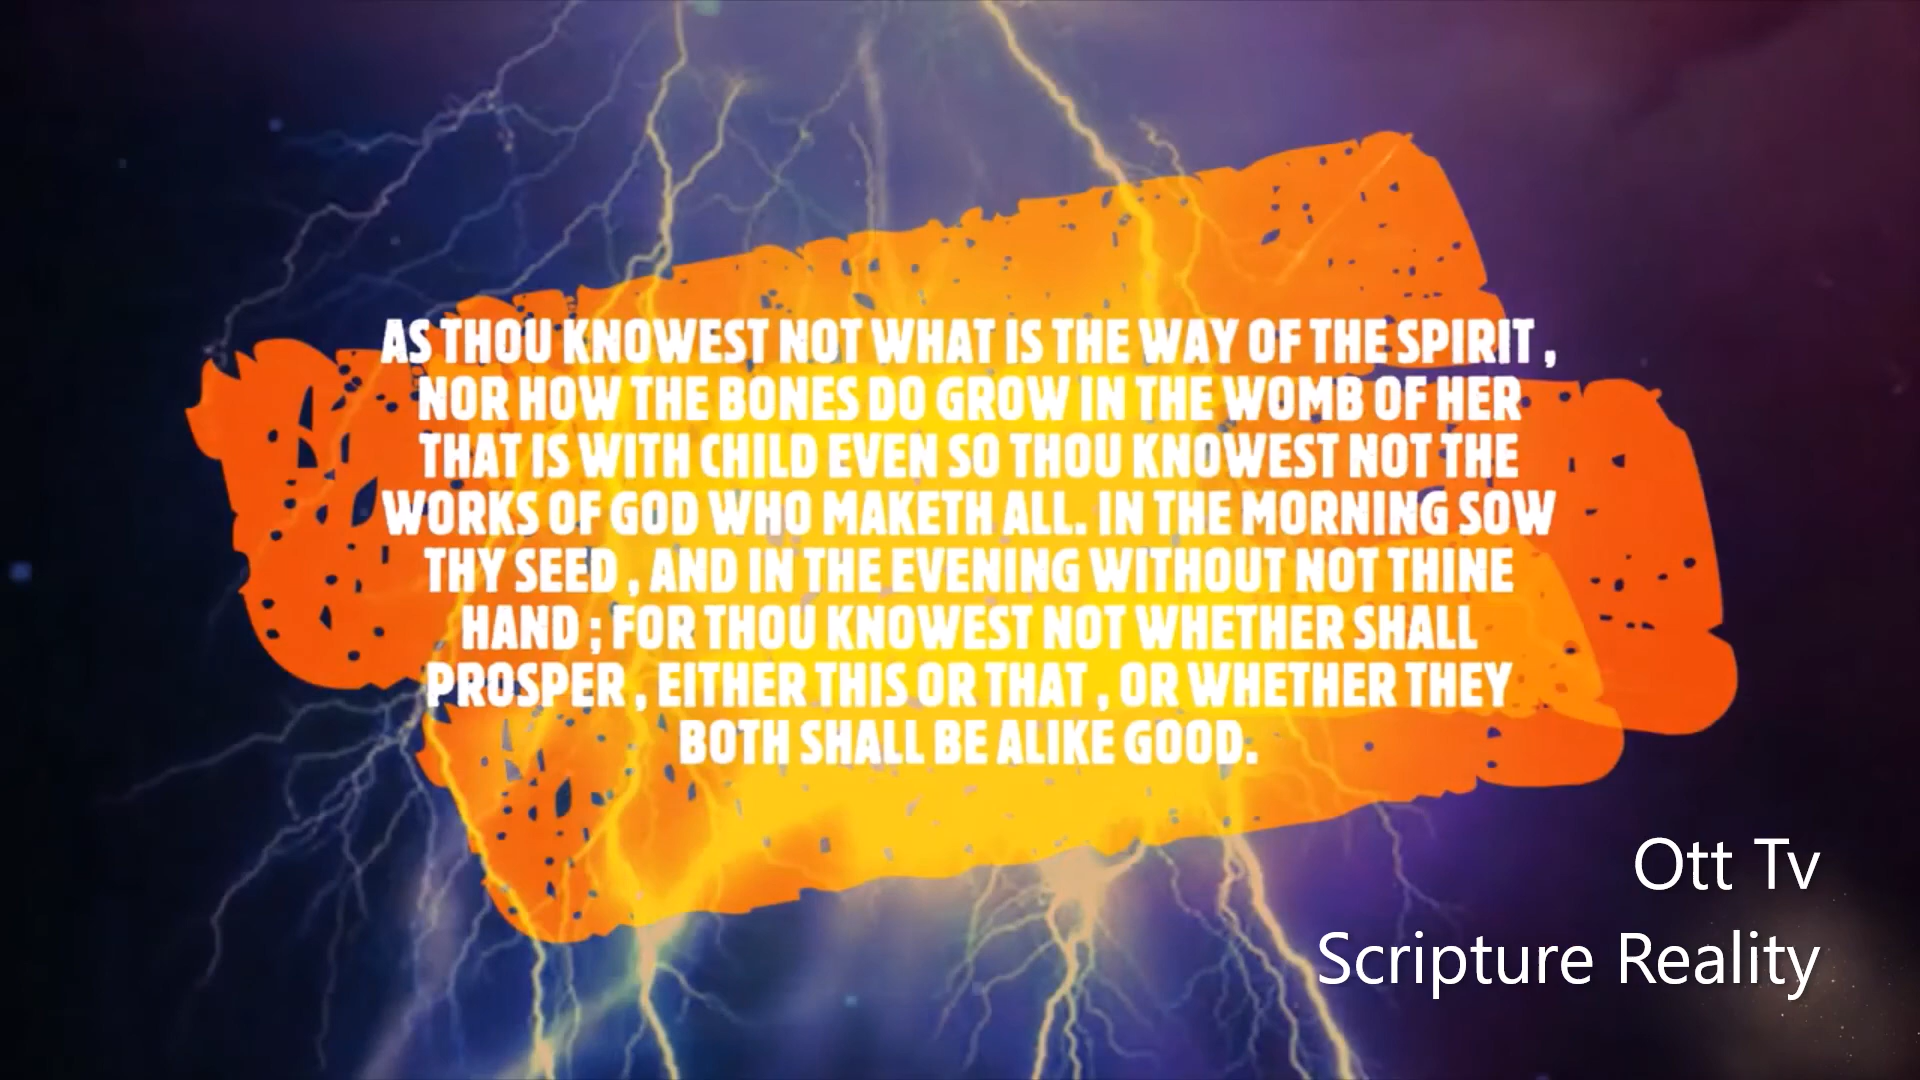 AS THOU KNOWEST NOT WHAT IS THE WAY OF THE SPIRIT ,
NOR HOW THE BONES DO GROW IN THE WOMB OF HER
THAT IS WITH CHILD EVEN SO THOU KNOWEST NOT THE
WORKS OF GOD WHO MAKETH ALL. IN THE MORNING SOW
THY SEED , AND IN THE EVENING WITHOUT NOT THINE
HAND ; FOR THOU KNOWEST NOT WHETHER SHALL
PROSPER , EITHER THIS OR THAT , OR WHETHER THEY
BOTH SHALL BE ALIKE GOOD.
Ott Tv
Scripture Reality